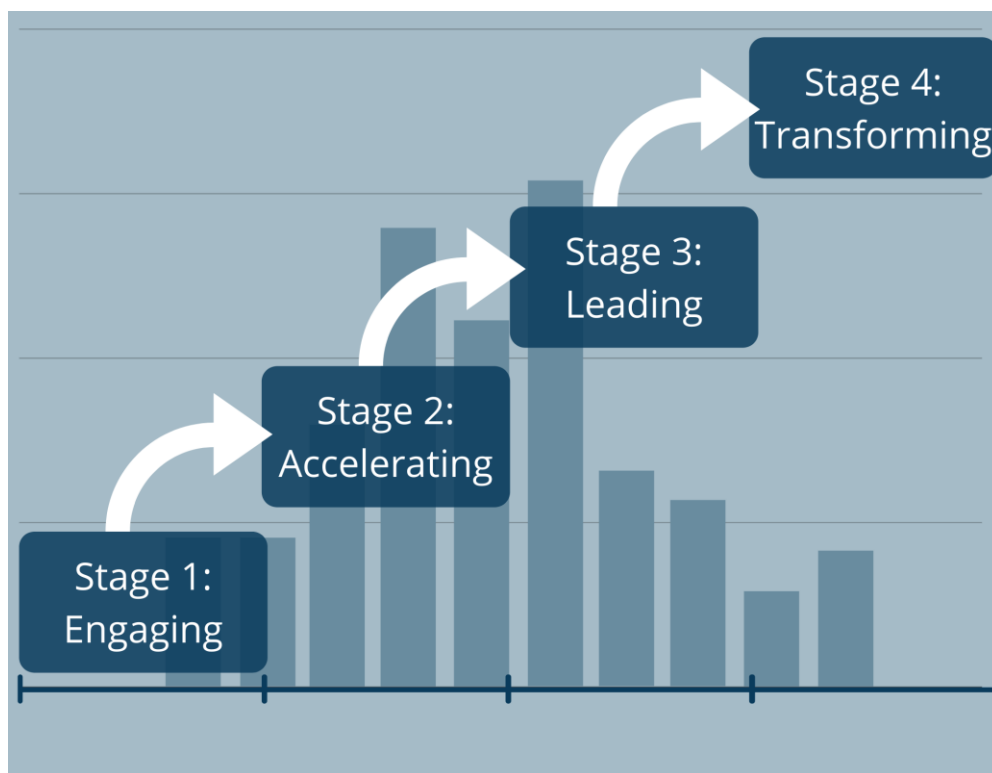 Stage 4:
Transforming
Stage 3:
Leading
Stage 2:
Accelerating
Stage 1:
Engaging